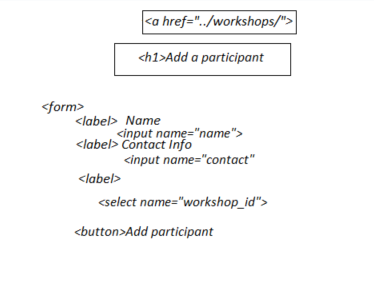 <a href="../workshops/">
<h1>Add a participant
<form>
<label> Name
<input name="name">
<label> Contact Info
<input name="contact"
<label>
<select name="workshop_id">
<button>Add participant